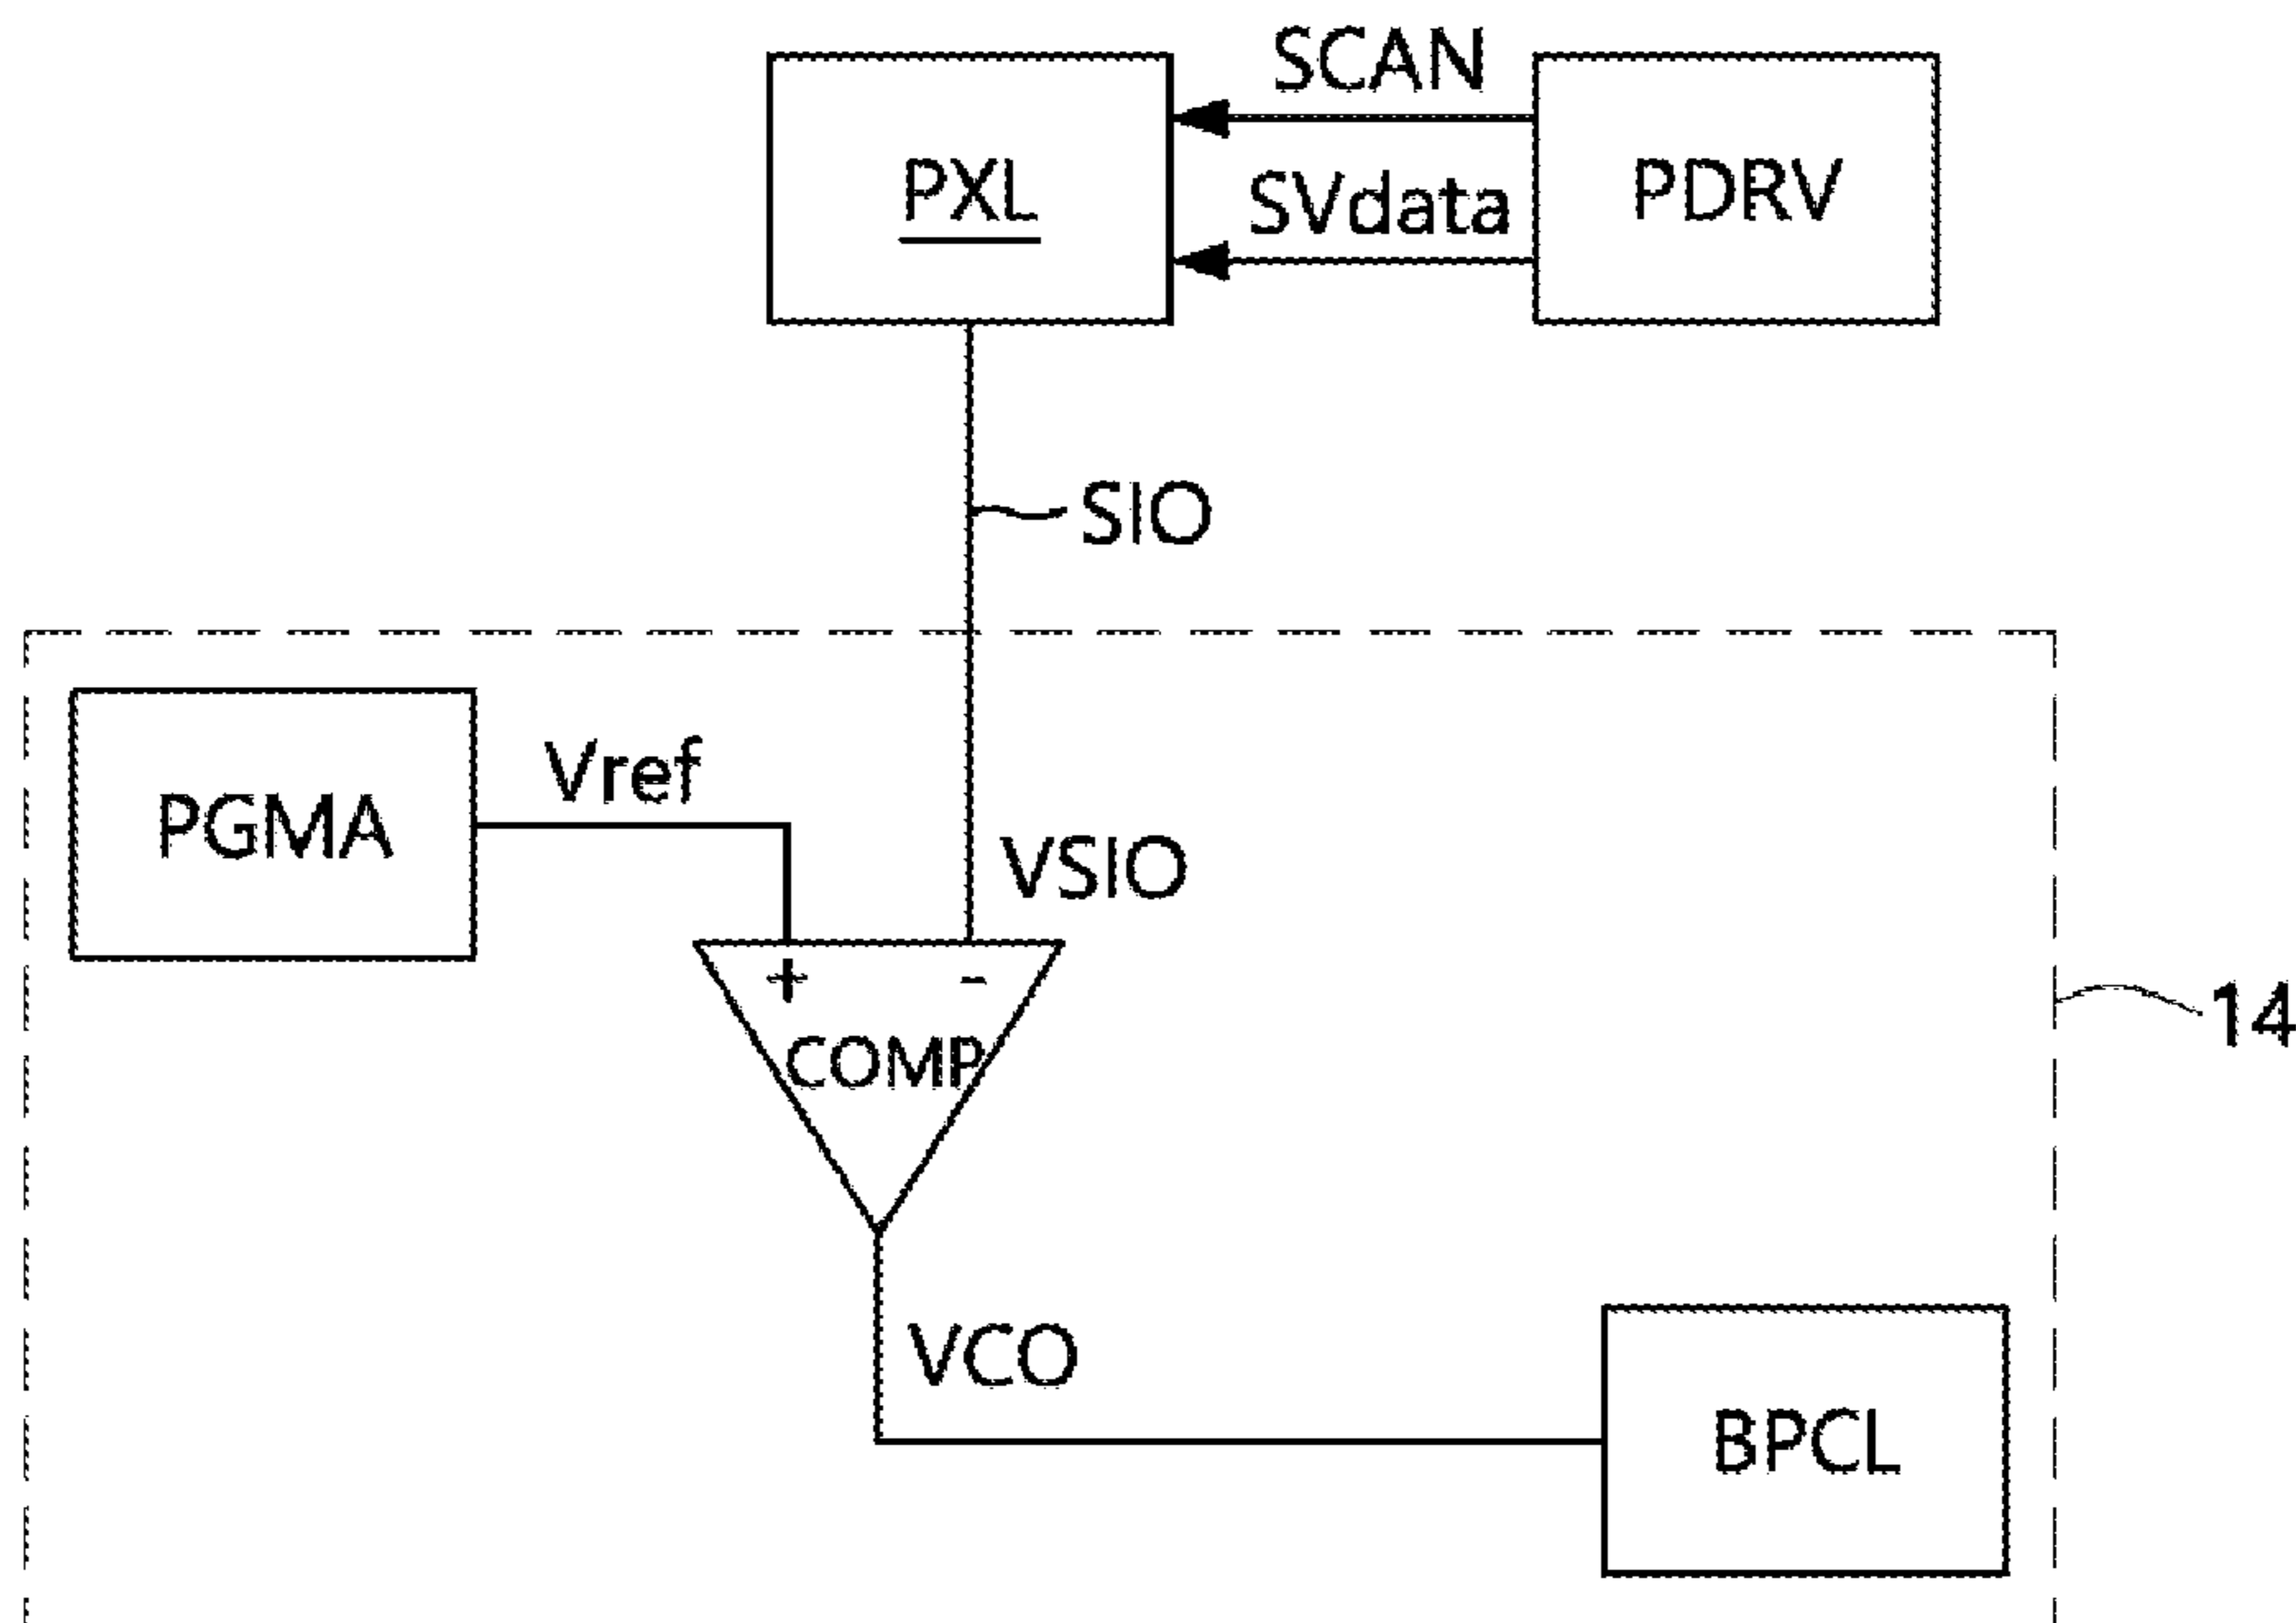 SCAN
PXL
SVdata
PDRV
SIO
Vref
PGMA
VSIO
+ -
COMP
14
VCO
BPCL